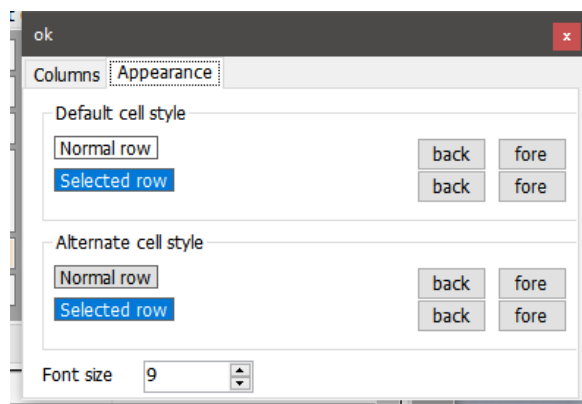 ok x
Columns Appearance
Default cell style
Normal row back fore
Selected row back fore
Alternate cell style
Normal row back fore
Selected row back fore
Font size 9